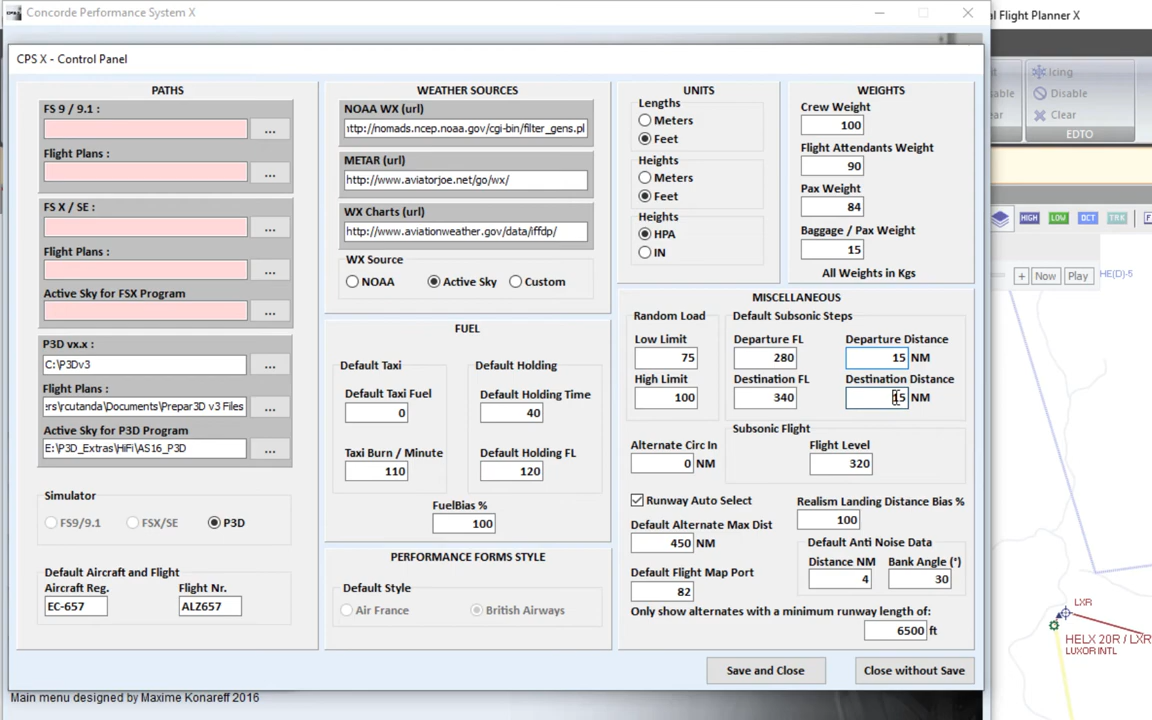 CPS X
Concorde Performance System X
al Flight Planner X
CPS X - Control Panel
PATHS
FS 9 / 9.1 :
...
Flight Plans :
...
FS X / SE :
...
Flight Plans :
...
Active Sky for FSX Program
...
P3D vx.x :
C:\P3Dv3
...
Flight Plans :
ers\rcutanda\Documents\Prepar3D v3 Files
...
Active Sky for P3D Program
E:\P3D_Extras\HiFi\AS16_P3D
...
Simulator
FS9/9.1
FSX/SE
P3D
Default Aircraft and Flight
Aircraft Reg.
Flight Nr.
EC-657
ALZ657
WEATHER SOURCES
NOAA WX (url)
http://nomads.ncep.noaa.gov/cgi-bin/filter_gens.pl
METAR (url)
http://www.aviatorjoe.net/go/wx/
WX Charts (url)
http://www.aviationweather.gov/data/iffdp/
WX Source
NOAA
Active Sky
Custom
FUEL
Default Taxi
Default Holding
Default Taxi Fuel
Default Holding Time
0
40
Taxi Burn / Minute
Default Holding FL
110
120
FuelBias %
100
PERFORMANCE FORMS STYLE
Default Style
Air France
British Airways
UNITS
Lengths
Meters
Feet
Heights
Meters
Feet
Heights
HPA
IN
WEIGHTS
Crew Weight
100
Flight Attendants Weight
90
Pax Weight
84
Baggage / Pax Weight
15
All Weights in Kgs
MISCELLANEOUS
Random Load
Default Subsonic Steps
Low Limit
Departure FL
Departure Distance
75
280
15 NM
High Limit
Destination FL
Destination Distance
100
340
15 NM
Subsonic Flight
Alternate Circ In
Flight Level
0 NM
320
Runway Auto Select
Realism Landing Distance Bias %
Default Alternate Max Dist
100
450 NM
Default Anti Noise Data
Default Flight Map Port
Distance NM
Bank Angle (°)
82
4
30
Only show alternates with a minimum runway length of:
6500 ft
Save and Close
Close without Save
Main menu designed by Maxime Konareff 2016
it
Icing
able
Disable
ear
Clear
EDTO
HIGH
LOW
OCT
TRK
F
+
Now
Play
HE(D)-5
LXR
HELX 20R / LXR
LUXOR INTL